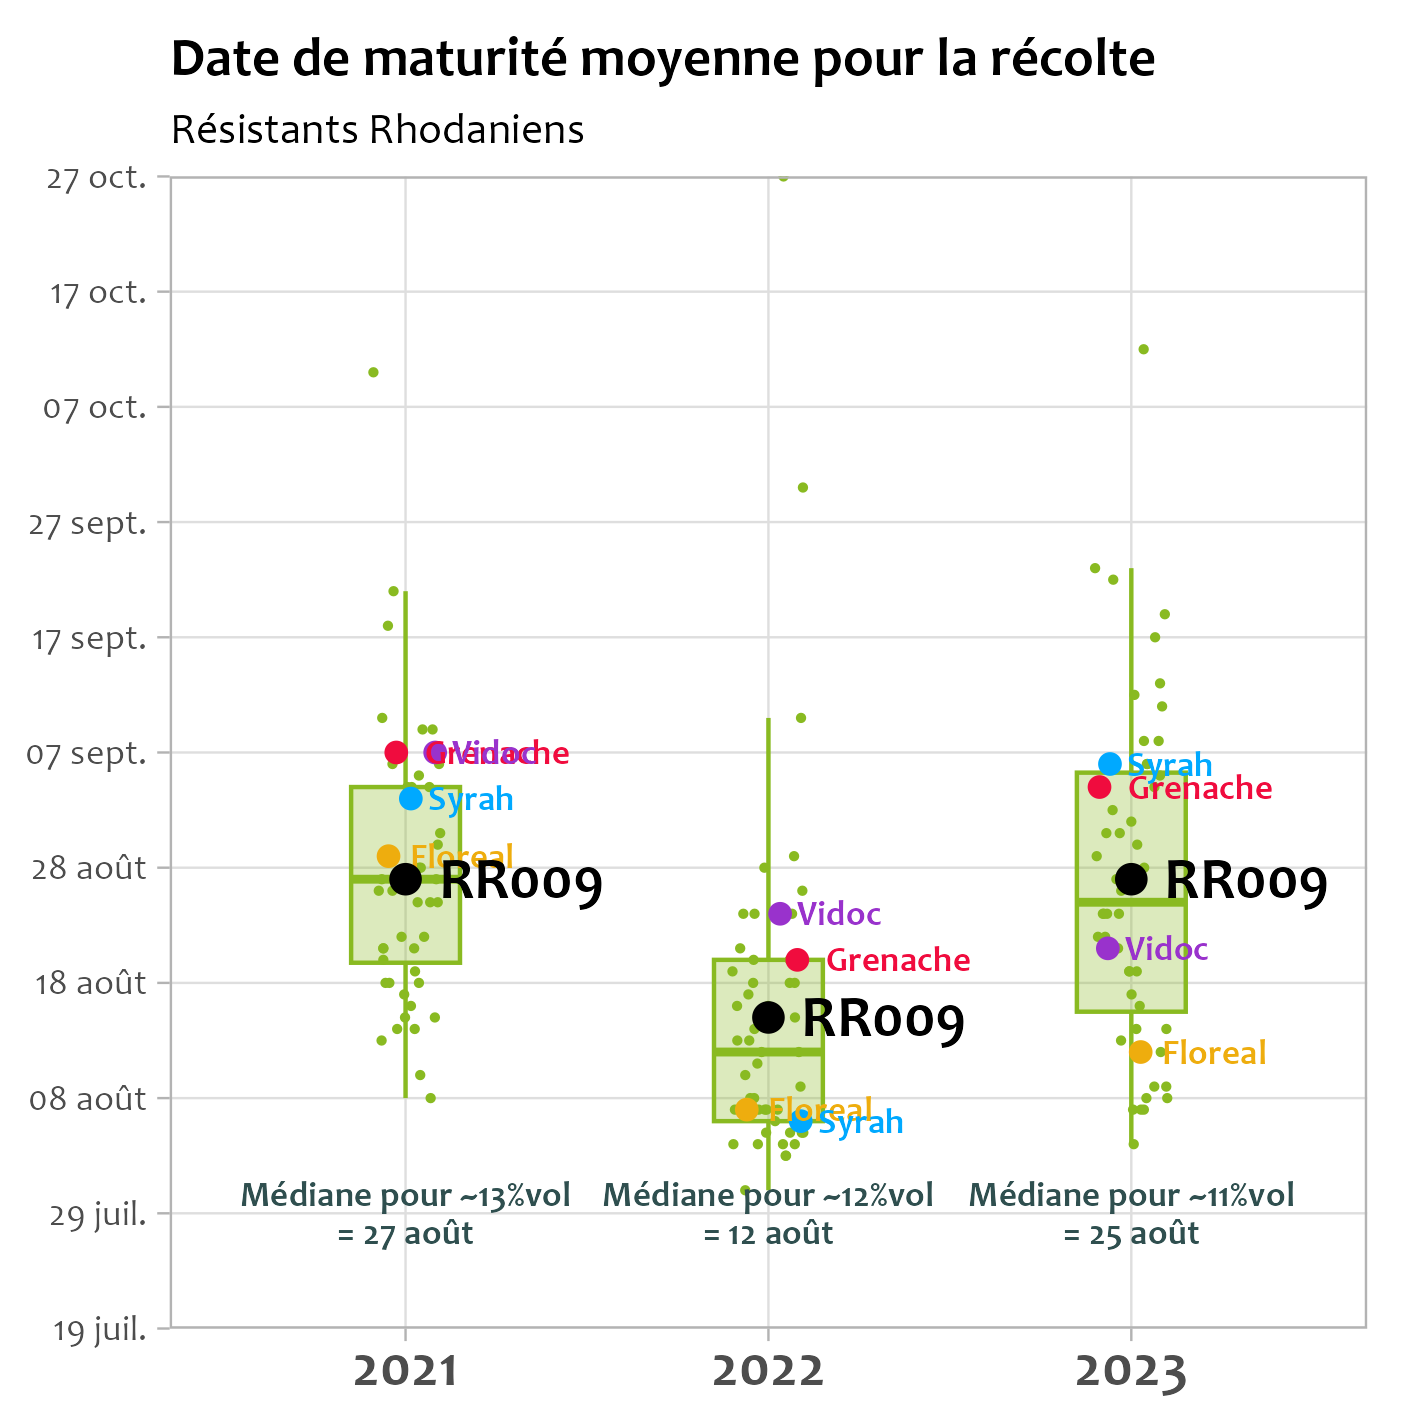 Date de maturité moyenne pour la récolte
Résistants Rhodaniens
27 oct.
17 oct.
07 oct.
27 sept.
17 sept.
07 sept.
28 août
18 août
08 août
29 juil.
19 juil.
Grenache
Vidoc
Syrah
Floreal
RR009
Médiane pour ~13%vol
= 27 août
Vidoc
Grenache
RR009
Floreal
Syrah
Médiane pour ~12%vol
= 12 août
Syrah
Grenache
RR009
Vidoc
Floreal
Médiane pour ~11%vol
= 25 août
2021
2022
2023